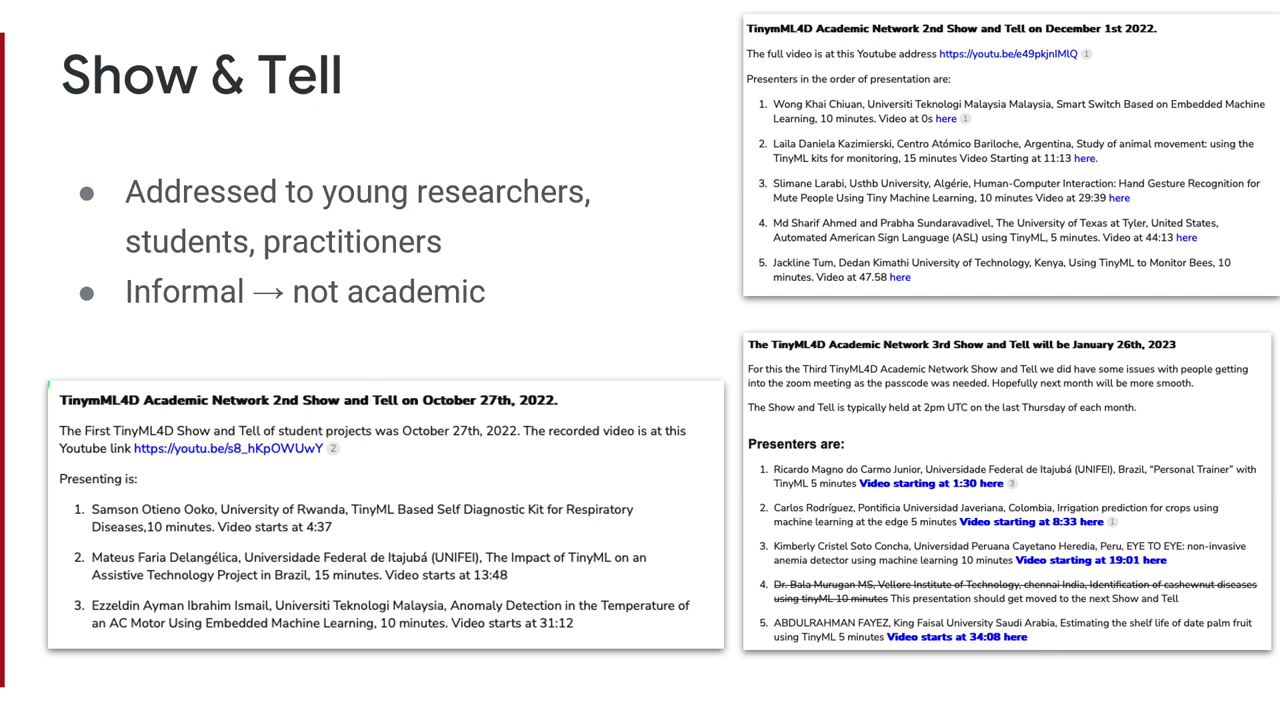 Show & Tell
● Addressed to young researchers,
students, practitioners
● Informal → not academic
TinymML4D Academic Network 2nd Show and Tell on October 27th, 2022.
The First TinyML4D Show and Tell of student projects was October 27th, 2022. The recorded video is at this
Youtube link https://youtu.be/s8_hKpOWUwY 2
Presenting is:
1. Samson Otieno Ooko, University of Rwanda, TinyML Based Self Diagnostic Kit for Respiratory
Diseases,10 minutes. Video starts at 4:37
2. Mateus Faria Delangélica, Universidade Federal de Itajubá (UNIFEI), The Impact of TinyML on an
Assistive Technology Project in Brazil, 15 minutes. Video starts at 13:48
3. Ezzeldin Ayman Ibrahim Ismail, Universiti Teknologi Malaysia, Anomaly Detection in the Temperature of
an AC Motor Using Embedded Machine Learning, 10 minutes. Video starts at 31:12
TinymML4D Academic Network 2nd Show and Tell on December 1st 2022.
The full video is at this Youtube address https://youtu.be/e49pkjnIMlQ 1
Presenters in the order of presentation are:
1. Wong Khai Chiuan, Universiti Teknologi Malaysia Malaysia, Smart Switch Based on Embedded Machine
Learning, 10 minutes. Video at 0s here 1
2. Laila Daniela Kazimierski, Centro Atómico Bariloche, Argentina, Study of animal movement: using the
TinyML kits for monitoring, 15 minutes Video Starting at 11:13 here.
3. Slimane Larabi, Usthb University, Algérie, Human-Computer Interaction: Hand Gesture Recognition for
Mute People Using Tiny Machine Learning, 10 minutes Video at 29:39 here
4. Md Sharif Ahmed and Prabha Sundaravadivel, The University of Texas at Tyler, United States,
Automated American Sign Language (ASL) using TinyML, 5 minutes. Video at 44:13 here
5. Jackline Tum, Dedan Kimathi University of Technology, Kenya, Using TinyML to Monitor Bees, 10
minutes. Video at 47.58 here
The TinyML4D Academic Network 3rd Show and Tell will be January 26th, 2023
For this the Third TinyML4D Academic Network Show and Tell we did have some issues with people getting
into the zoom meeting as the passcode was needed. Hopefully next month will be more smooth.
The Show and Tell is typically held at 2pm UTC on the last Thursday of each month.
Presenters are:
1. Ricardo Magno do Carmo Junior, Universidade Federal de Itajubá (UNIFEI), Brazil, “Personal Trainer” with
TinyML 5 minutes Video starting at 1:30 here 3
2. Carlos Rodríguez, Pontificia Universidad Javeriana, Colombia, Irrigation prediction for crops using
machine learning at the edge 5 minutes Video starting at 8:33 here 1
3. Kimberly Cristel Soto Concha, Universidad Peruana Cayetano Heredia, Peru, EYE TO EYE: non-invasive
anemia detector using machine learning 10 minutes Video starting at 19:01 here
4. Dr. Bala Murugan MS, Vellore Institute of Technology, chennai India, Identification of cashewnut diseases
using tinyML 10 minutes This presentation should get moved to the next Show and Tell
5. ABDULRAHMAN FAYEZ, King Faisal University Saudi Arabia, Estimating the shelf life of date palm fruit
using TinyML 5 minutes Video starts at 34:08 here